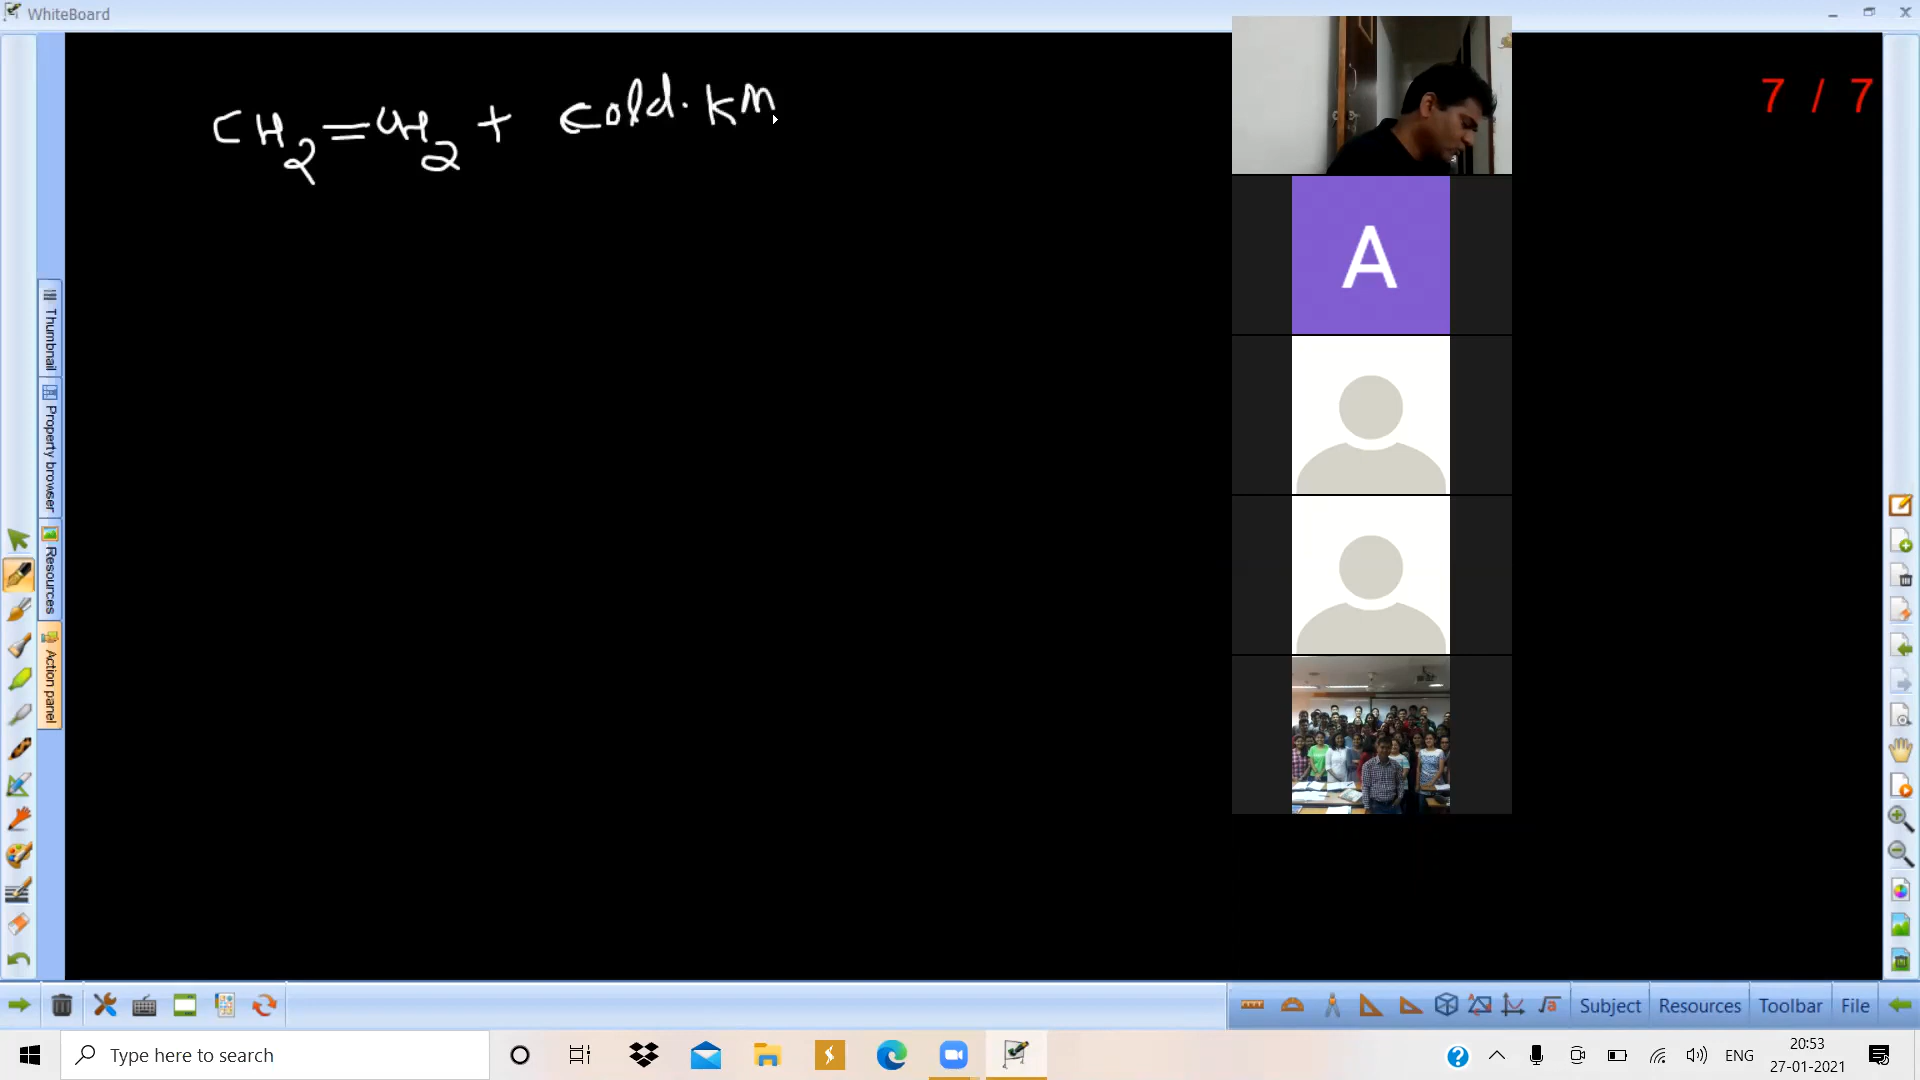 WhiteBoard
CH2=CH2 + Cold. KM
7 / 7
A
Thumbnail
Property browser
Resources
Action panel
Subject
Resources
Toolbar
File
Type here to search
ENG
20:53
27-01-2021